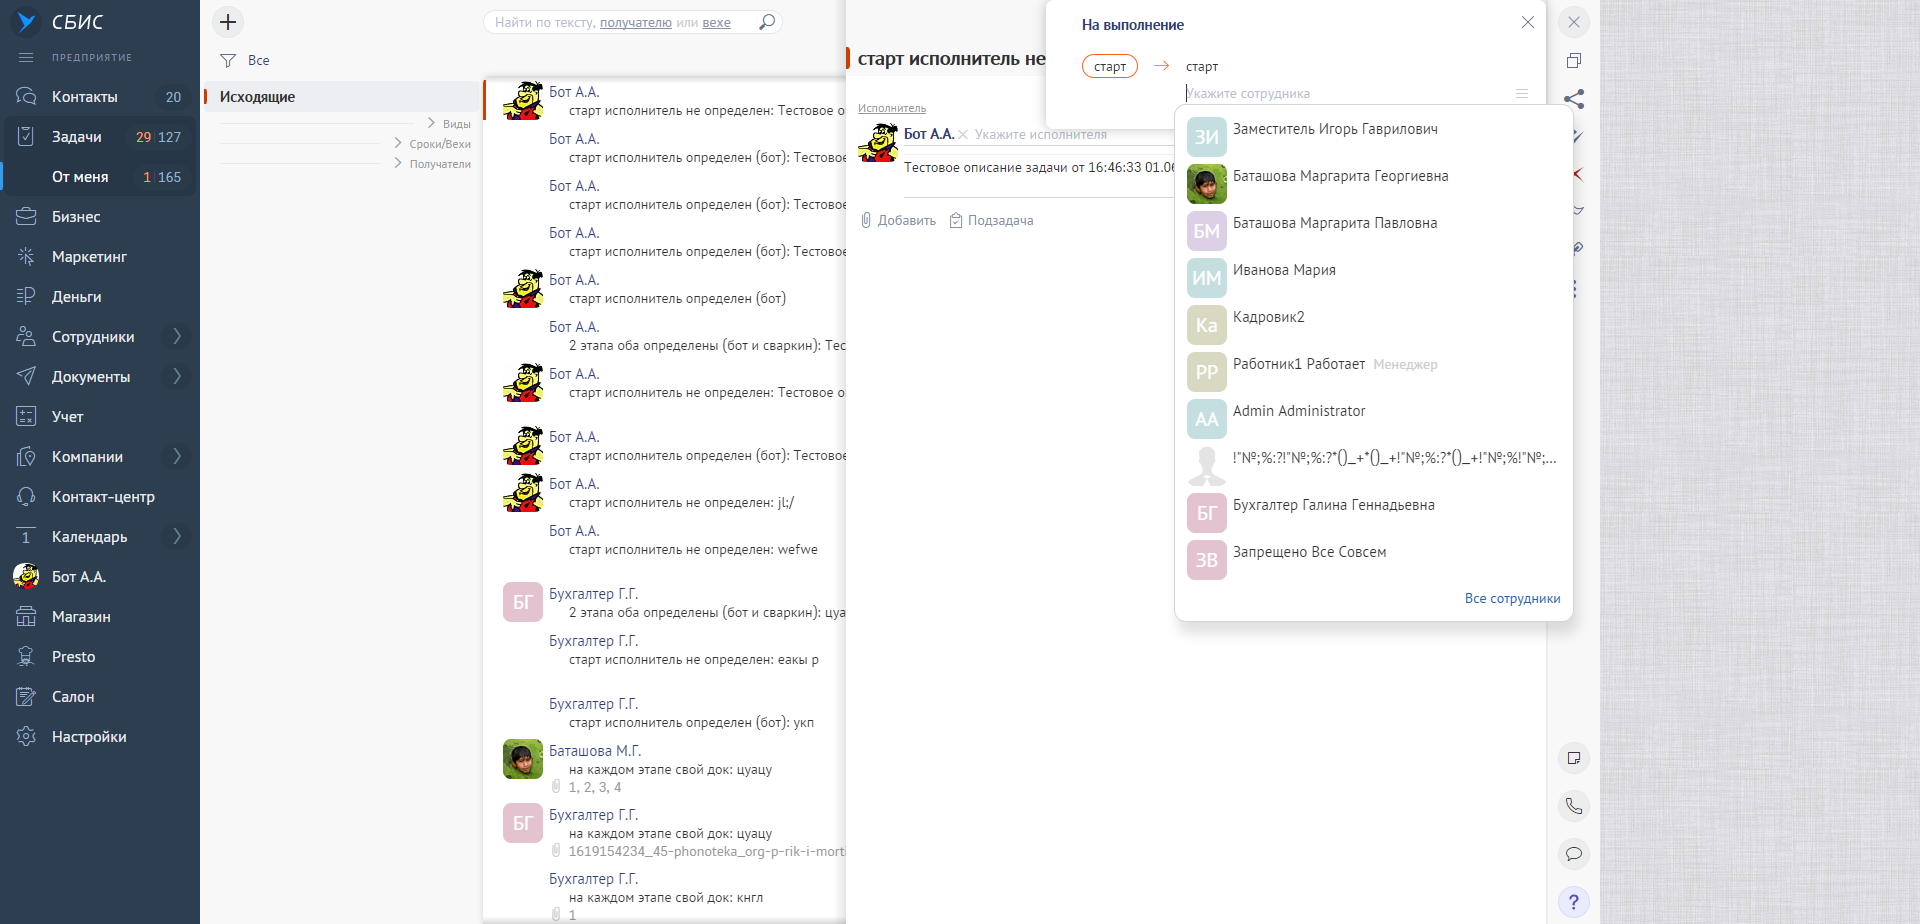 СБИС
ПРЕДПРИЯТИЕ
Контакты 20
Задачи 29 127
От меня 1 165
Бизнес
Маркетинг
Деньги
Сотрудники
Документы
Учет
Компании
Контакт-центр
1 Календарь
Бот А.А.
Магазин
Presto
Салон
Настройки
Найти по тексту, получателю или вехе
Все
Исходящие
Виды
Сроки/Вехи
Получатели
Бот А.А.
старт исполнитель не определен: Тестовое о
Бот А.А.
старт исполнитель определен (бот): Тестовое
Бот А.А.
старт исполнитель определен (бот): Тестовое
Бот А.А.
старт исполнитель определен (бот): Тестовое
Бот А.А.
старт исполнитель определен (бот)
Бот А.А.
2 этапа оба определены (бот и сваркин): Тес
Бот А.А.
старт исполнитель не определен: Тестовое о
Бот А.А.
старт исполнитель определен (бот): Тестовое
Бот А.А.
старт исполнитель не определен: jl;/
Бот А.А.
старт исполнитель не определен: wefwe
БГ
Бухгалтер Г.Г.
2 этапа оба определены (бот и сваркин): цуа
Бухгалтер Г.Г.
старт исполнитель не определен: еакы р
Бухгалтер Г.Г.
старт исполнитель определен (бот): укп
Баташова М.Г.
на каждом этапе свой док: цуацу
1, 2, 3, 4
БГ
Бухгалтер Г.Г.
на каждом этапе свой док: цуацу
1619154234_45-phonoteka_org-p-rik-i-mort
Бухгалтер Г.Г.
на каждом этапе свой док: кнгл
1
старт исполнитель не
Исполнитель
Бот А.А. Укажите исполнителя
Тестовое описание задачи от 16:46:33 01.06
Добавить Подзадача
На выполнение
старт старт
Укажите сотрудника
ЗИ Заместитель Игорь Гаврилович
Баташова Маргарита Георгиевна
БМ Баташова Маргарита Павловна
ИМ Иванова Мария
Ка Кадровик2
РР Работник1 Работает Менеджер
AA Admin Administrator
!"№;%:?!"№;%:?*()_+*()_+!"№;%:?*()_+!"№;%!"№;...
БГ Бухгалтер Галина Геннадьевна
ЗВ Запрещено Все Совсем
Все сотрудники
?